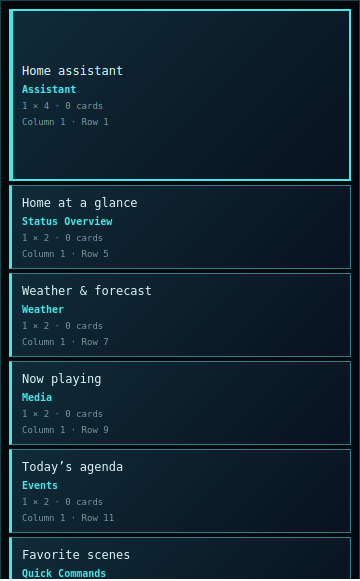 Home assistant
Assistant
1 × 4 · 0 cards
Column 1 · Row 1
Home at a glance
Status Overview
1 × 2 · 0 cards
Column 1 · Row 5
Weather & forecast
Weather
1 × 2 · 0 cards
Column 1 · Row 7
Now playing
Media
1 × 2 · 0 cards
Column 1 · Row 9
Today’s agenda
Events
1 × 2 · 0 cards
Column 1 · Row 11
Favorite scenes
Quick Commands